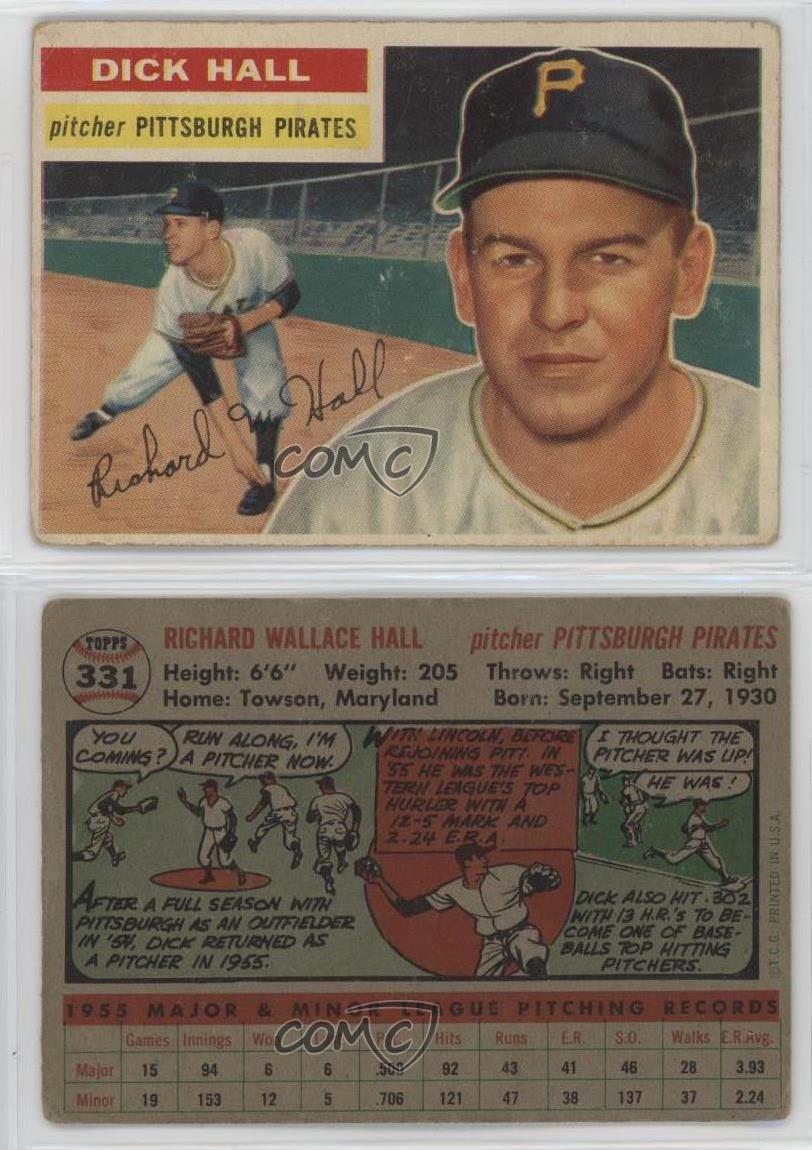 DICK HALL
pitcher PITTSBURGH PIRATES
P
Richard W Hall
COMC
TOPPS
331
RICHARD WALLACE HALL pitcher PITTSBURGH PIRATES
Height: 6'6" Weight: 205 Throws: Right Bats: Right
Home: Towson, Maryland Born: September 27, 1930
YOU
COMING?
RUN ALONG, I'M
A PITCHER NOW.
AFTER A FULL SEASON WITH
PITTSBURGH AS AN OUTFIELDER
IN '54, DICK RETURNED AS
A PITCHER IN 1955.
WITH LINCOLN, BEFORE
REJOINING PITT. IN
'55 HE WAS THE WES-
TERN LEAGUE'S TOP
HURLER WITH A
12-5 MARK AND
2.24 E.R.A.
I THOUGHT THE
PITCHER WAS UP!
HE WAS!
DICK ALSO HIT .302
WITH 13 H.R.'S TO BE-
COME ONE OF BASE-
BALLS TOP HITTING
PITCHERS.
©T.C.G. PRINTED IN U.S.A.
1955 MAJOR & MINOR LEAGUE PITCHING RECORDS
Games Innings Hits Runs E.R. S.O. Walks E.R.Avg.
Major 15 94 6 6 .500 92 43 41 46 28 3.93
Minor 19 153 12 5 .706 121 47 38 137 37 2.24
COMC